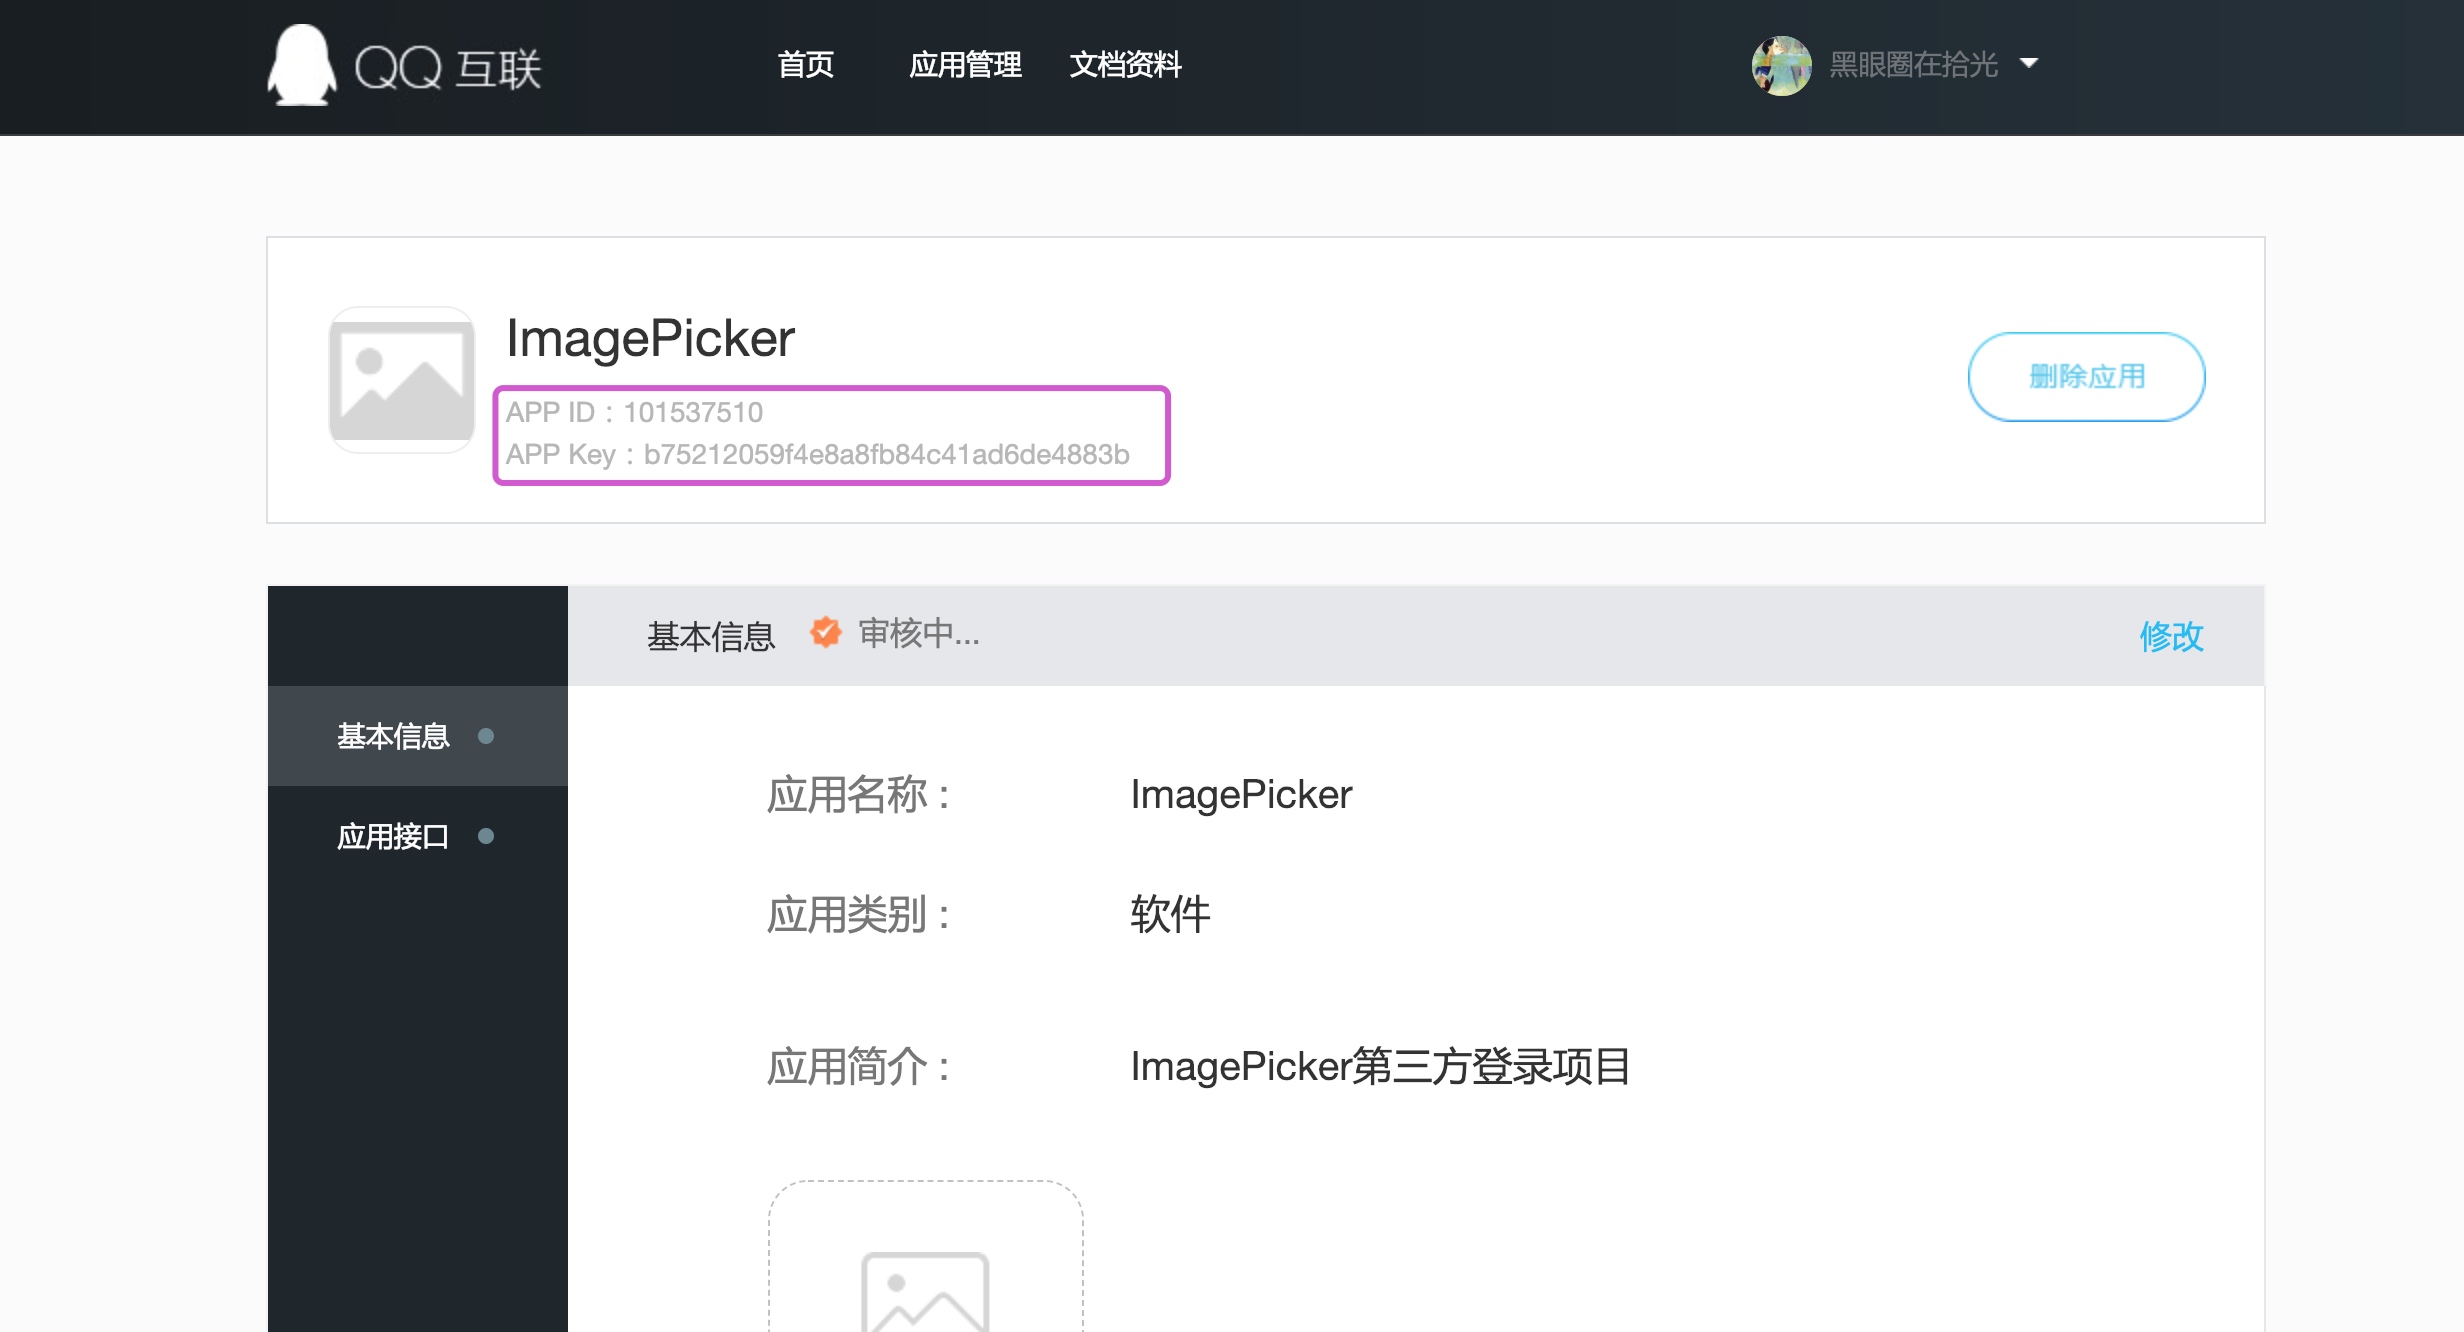 QQ 互联
首页 应用管理 文档资料
黑眼圈在拾光
ImagePicker
APP ID：101537510
APP Key：b75212059f4e8a8fb84c41ad6de4883b
删除应用
基本信息 审核中...
修改
基本信息
应用接口
应用名称： ImagePicker
应用类别： 软件
应用简介： ImagePicker第三方登录项目